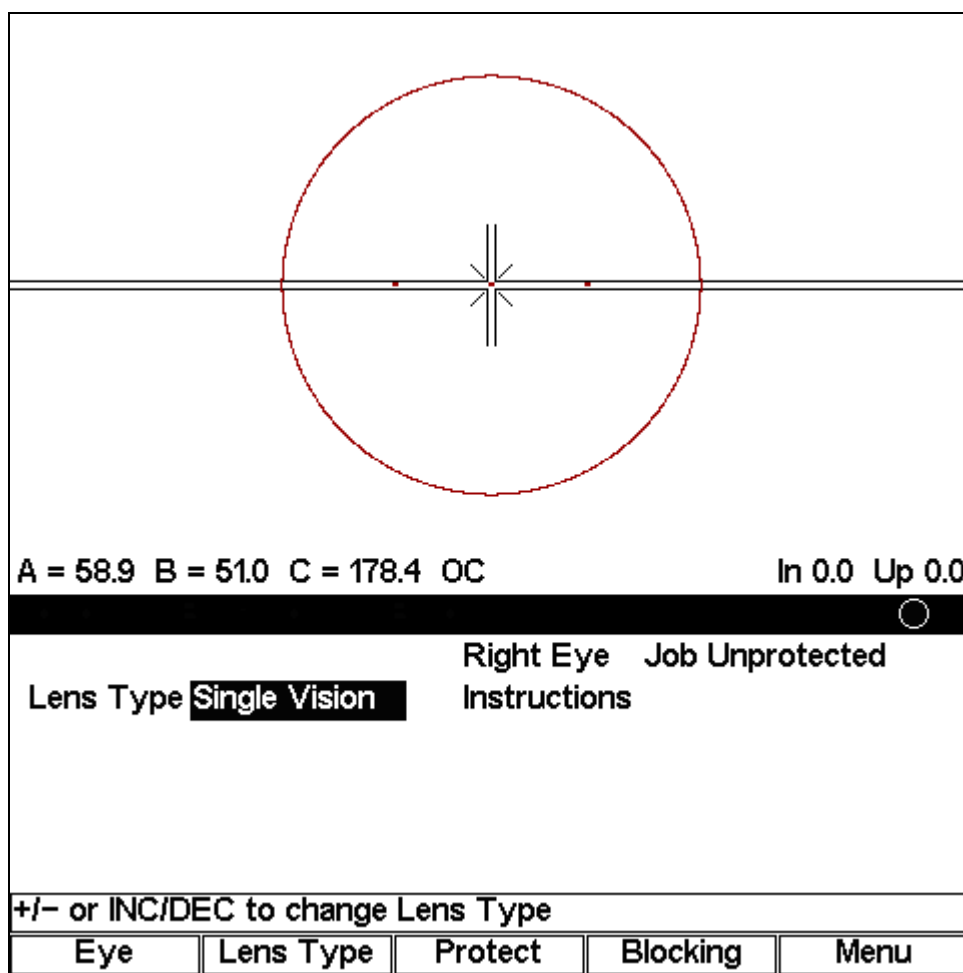 A = 58.9 B = 51.0 C = 178.4 OC In 0.0 Up 0.0
Right Eye Job Unprotected
Lens Type Single Vision Instructions
+/− or INC/DEC to change Lens Type
Eye Lens Type Protect Blocking Menu